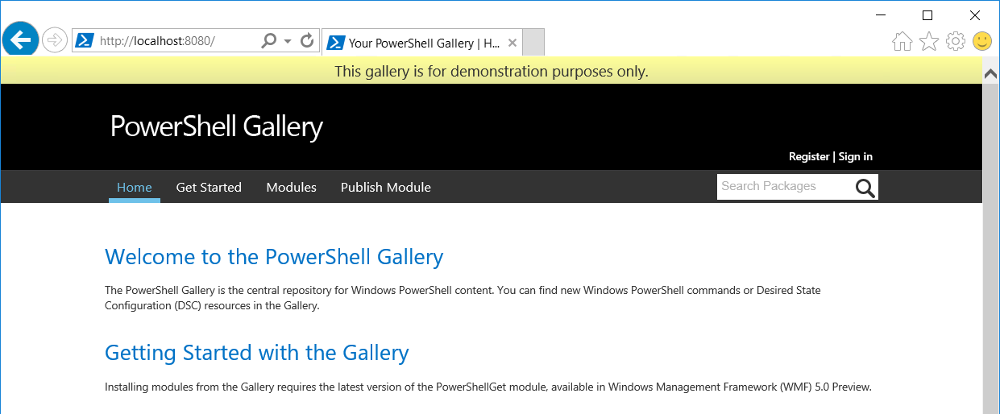 http://localhost:8080/
Your PowerShell Gallery | H...
This gallery is for demonstration purposes only.
PowerShell Gallery
Register | Sign in
Home Get Started Modules Publish Module Search Packages
Welcome to the PowerShell Gallery
The PowerShell Gallery is the central repository for Windows PowerShell content. You can find new Windows PowerShell commands or Desired State
Configuration (DSC) resources in the Gallery.
Getting Started with the Gallery
Installing modules from the Gallery requires the latest version of the PowerShellGet module, available in Windows Management Framework (WMF) 5.0 Preview.